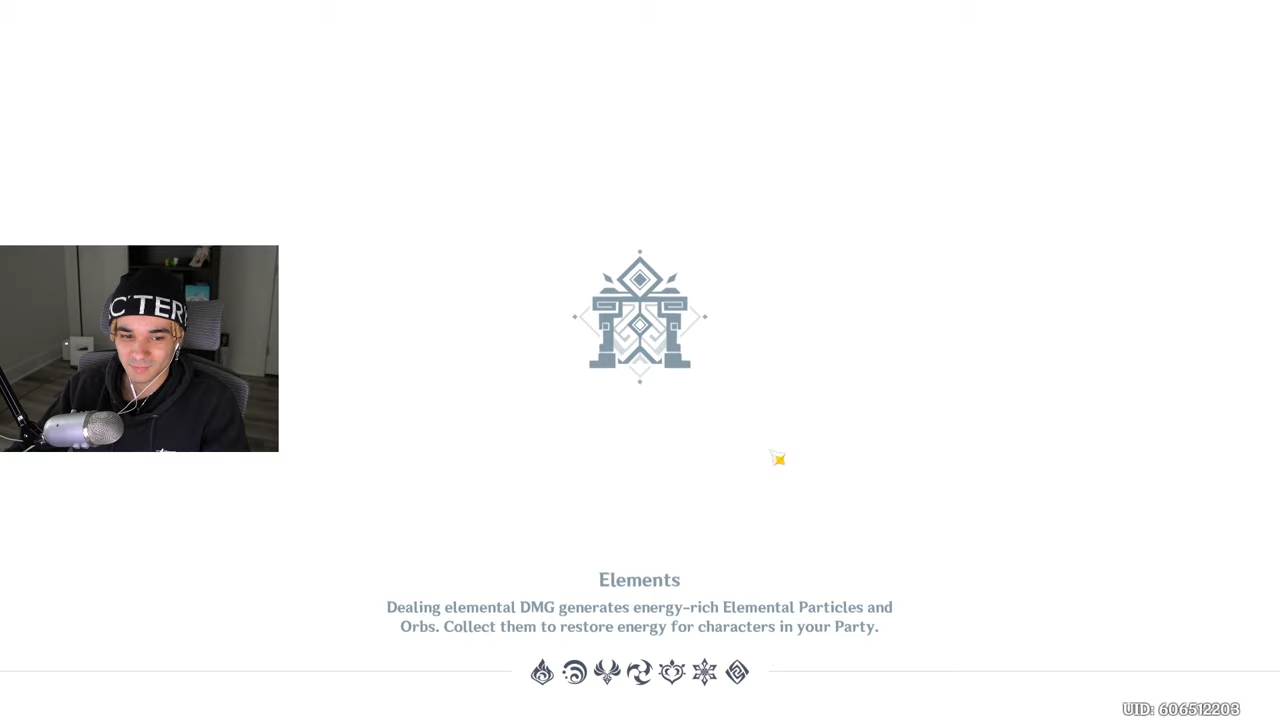 C'TER
Elements
Dealing elemental DMG generates energy-rich Elemental Particles and
Orbs. Collect them to restore energy for characters in your Party.
UID: 606512203